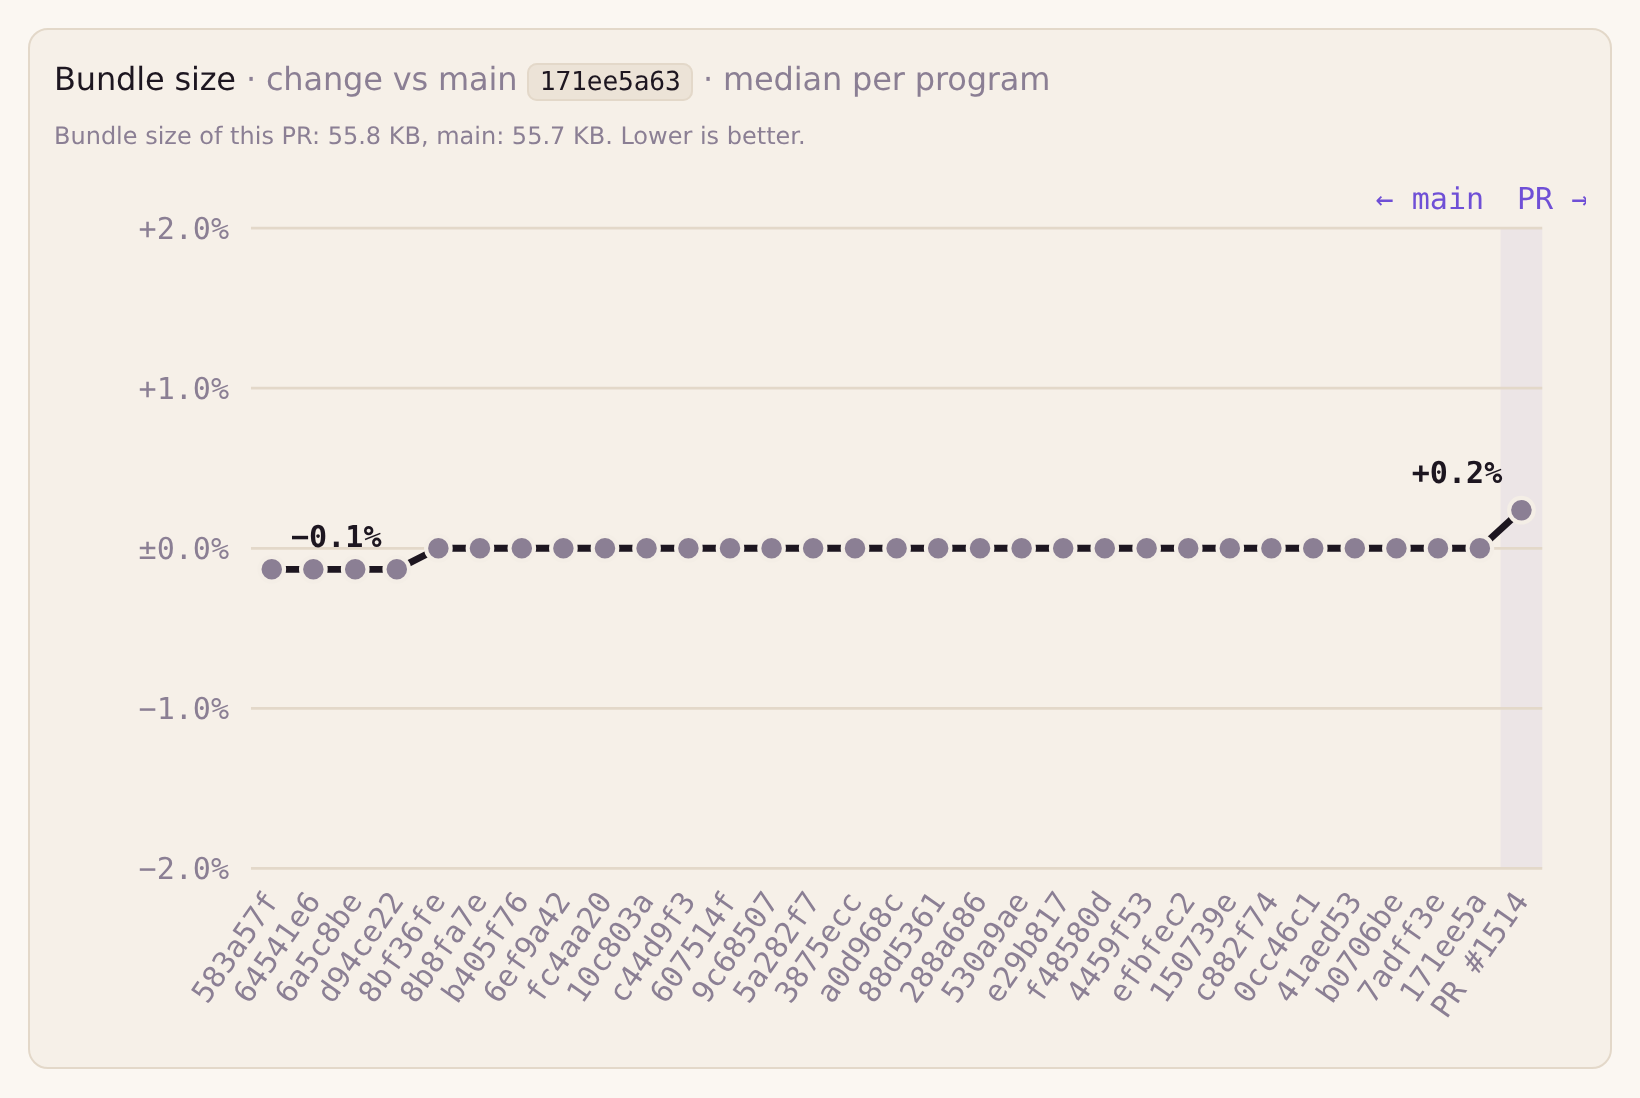 Bundle size · change vs main 171ee5a63 · median per program
Bundle size of this PR: 55.8 KB, main: 55.7 KB. Lower is better.
← main PR →
+2.0%
+1.0%
+0.2%
−0.1%
±0.0%
−1.0%
−2.0%
583a57f
64541e6
6a5c8be
d94ce22
8bf36fe
8b8fa7e
b405f76
6ef9a42
fc4aa20
10c803a
c44d9f3
607514f
9c68507
5a282f7
3875ecc
a0d968c
88d5361
288a686
530a9ae
e29b817
f48580d
4459f53
efbfec2
150739e
c882f74
0cc46c1
41aed53
b0706be
7adff3e
171ee5a
PR #1514